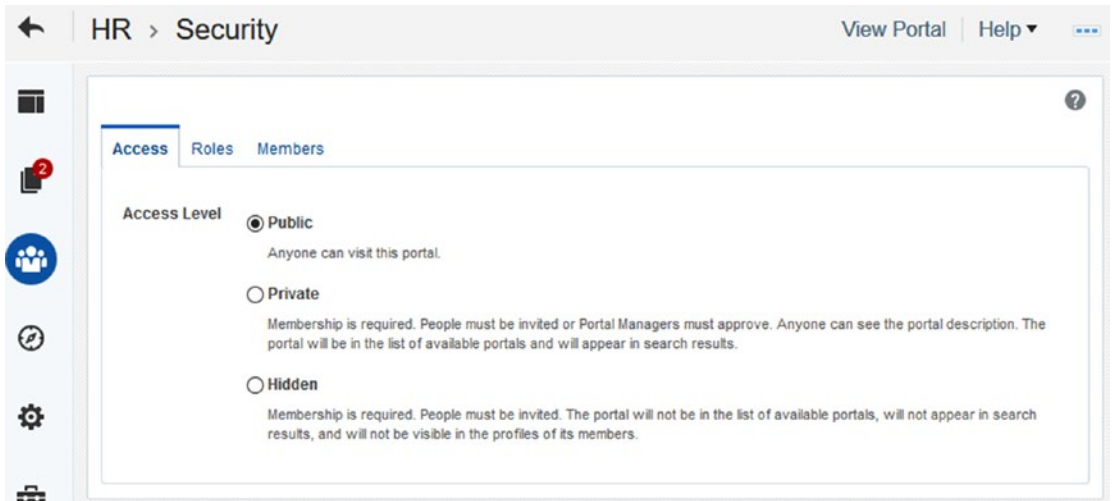 HR > Security
View Portal
Help ▾
2
Access
Roles
Members
Access Level
Public
Anyone can visit this portal.
Private
Membership is required. People must be invited or Portal Managers must approve. Anyone can see the portal description. The
portal will be in the list of available portals and will appear in search results.
Hidden
Membership is required. People must be invited. The portal will not be in the list of available portals, will not appear in search
results, and will not be visible in the profiles of its members.